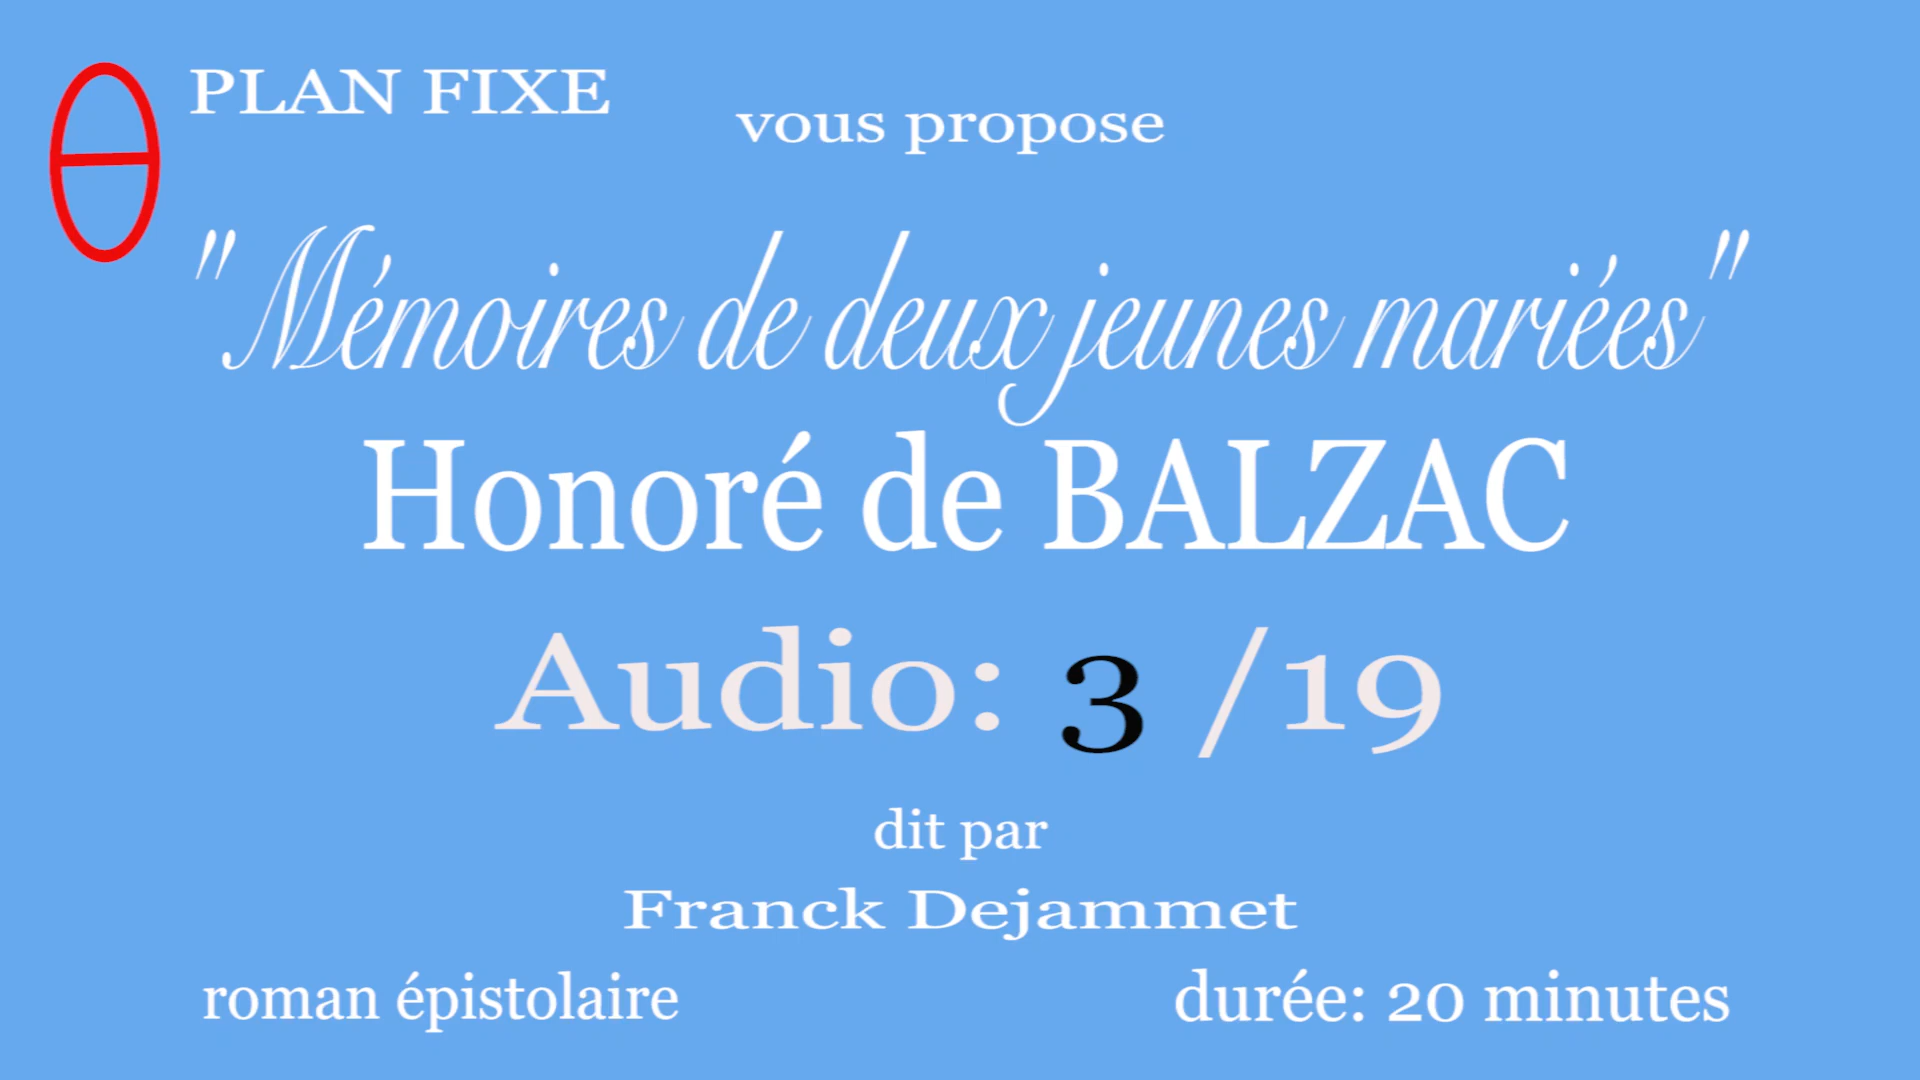 PLAN FIXE
vous propose
"Mémoires de deux jeunes mariées"
Honoré de BALZAC
Audio: 3 /19
dit par
Franck Dejammet
roman épistolaire
durée: 20 minutes